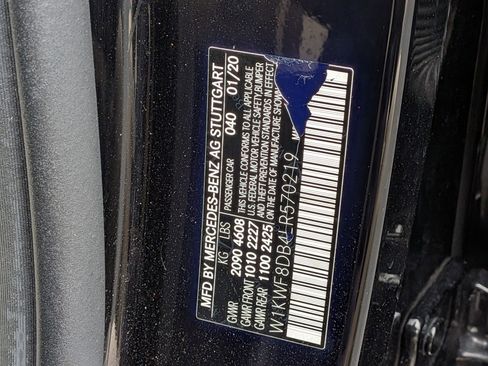 MFD BY MERCEDES-BENZ AG STUTTGART
PASSENGER CAR 040 01/20
KG / LBS
GVWR 2090 4608
GAWR FRONT 1010 2227
GAWR REAR 1100 2425
THIS VEHICLE CONFORMS TO ALL APPLICABLE
U.S. FEDERAL MOTOR VEHICLE SAFETY, BUMPER
AND THEFT PREVENTION STANDARDS IN EFFECT
ON THE DATE OF MANUFACTURE SHOWN
W1KWF8DB4LR570219